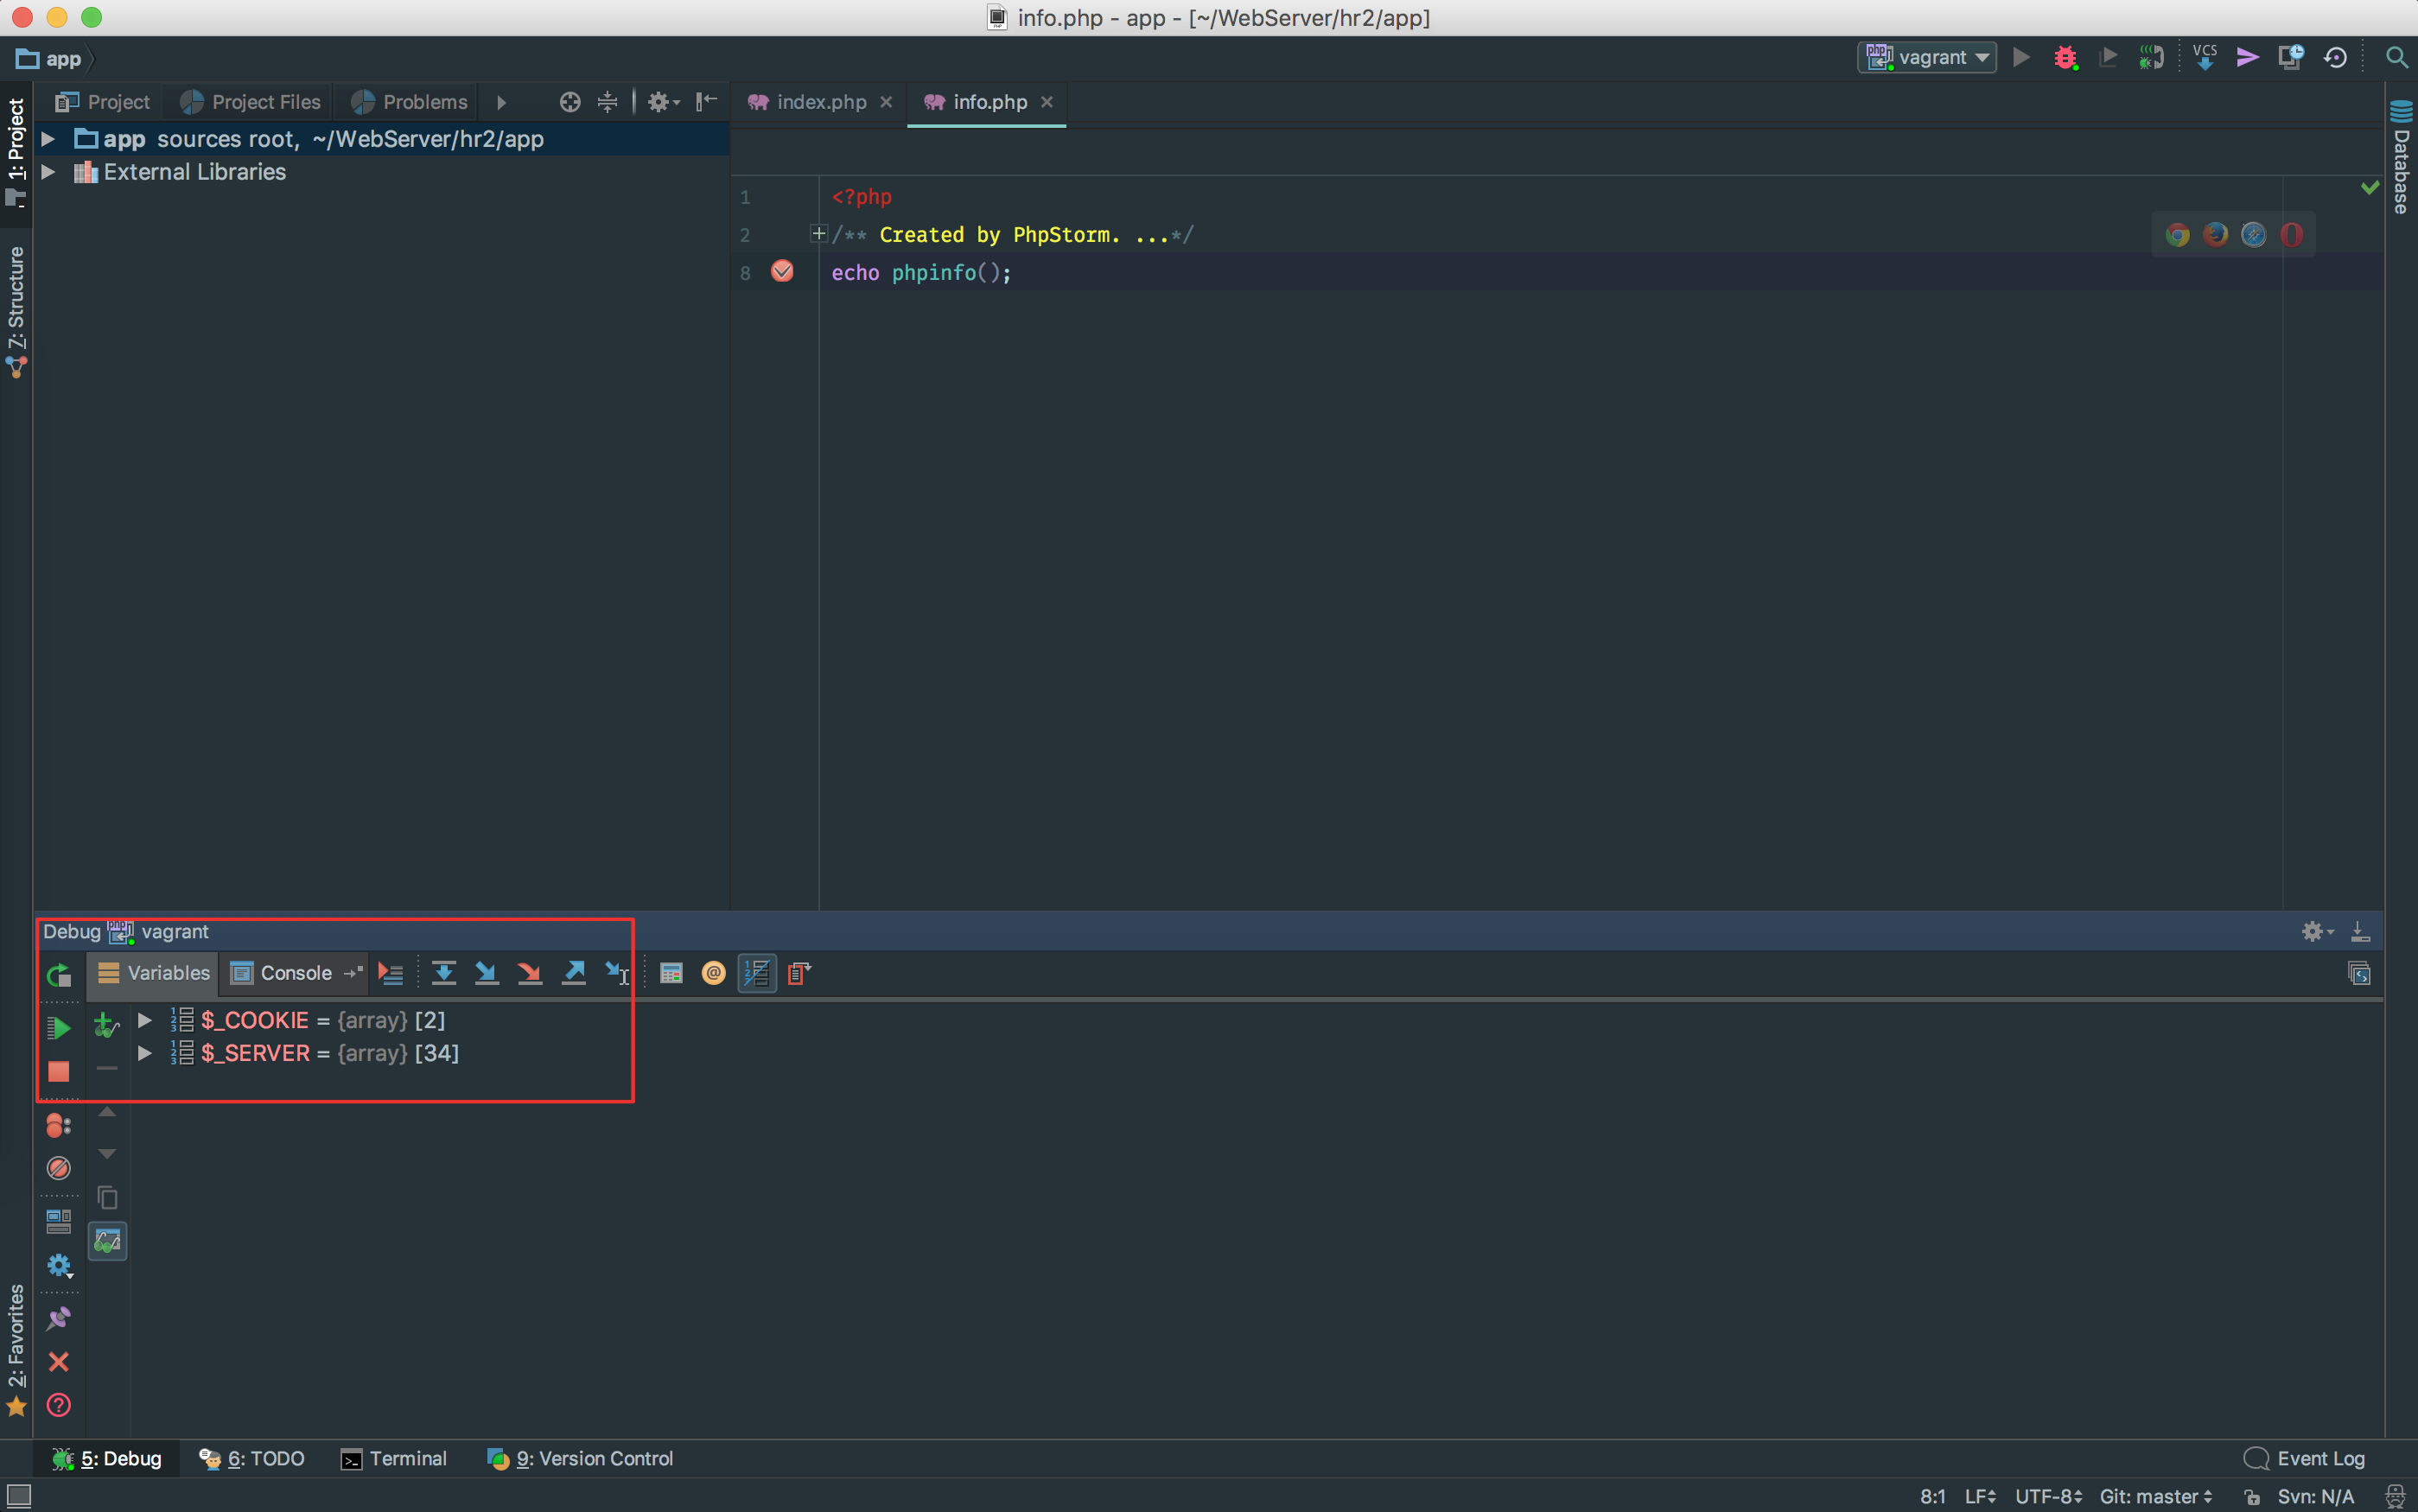 info.php - app - [~/WebServer/hr2/app]
app
vagrant
VCS
Project
Project Files
Problems
index.php
info.php
1: Project
7: Structure
2: Favorites
Database
app sources root, ~/WebServer/hr2/app
External Libraries
1 <?php
2 /** Created by PhpStorm. ...*/
8 echo phpinfo();
Debug vagrant
Variables
Console
$_COOKIE = {array} [2]
$_SERVER = {array} [34]
5: Debug
6: TODO
Terminal
9: Version Control
Event Log
8:1 LF UTF-8 Git: master Svn: N/A